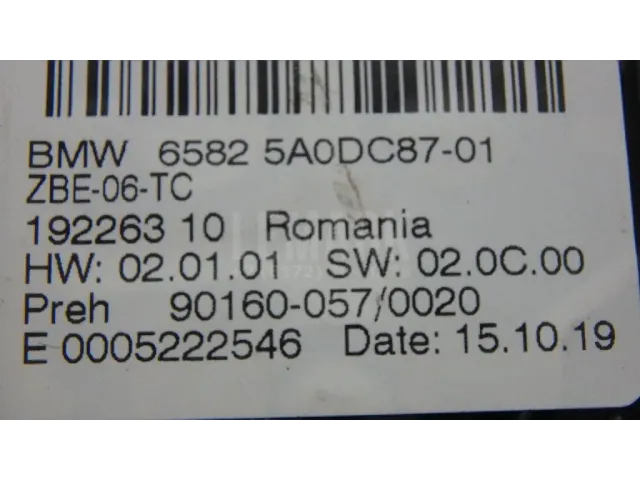 BMW 6582 5A0DC87-01
ZBE-06-TC
192263 10 Romania
HW: 02.01.01 SW: 02.0C.00
Preh 90160-057/0020
E 0005222546 Date: 15.10.19